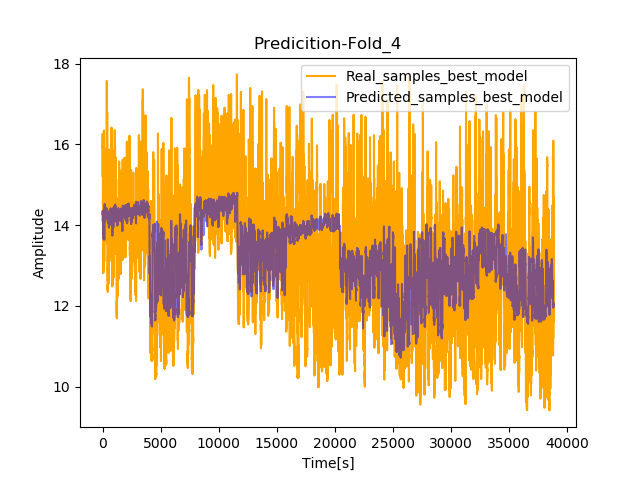 Predicition-Fold_4
Real_samples_best_model
Predicted_samples_best_model
18
16
14
12
10
Amplitude
0 5000 10000 15000 20000 25000 30000 35000 40000
Time[s]